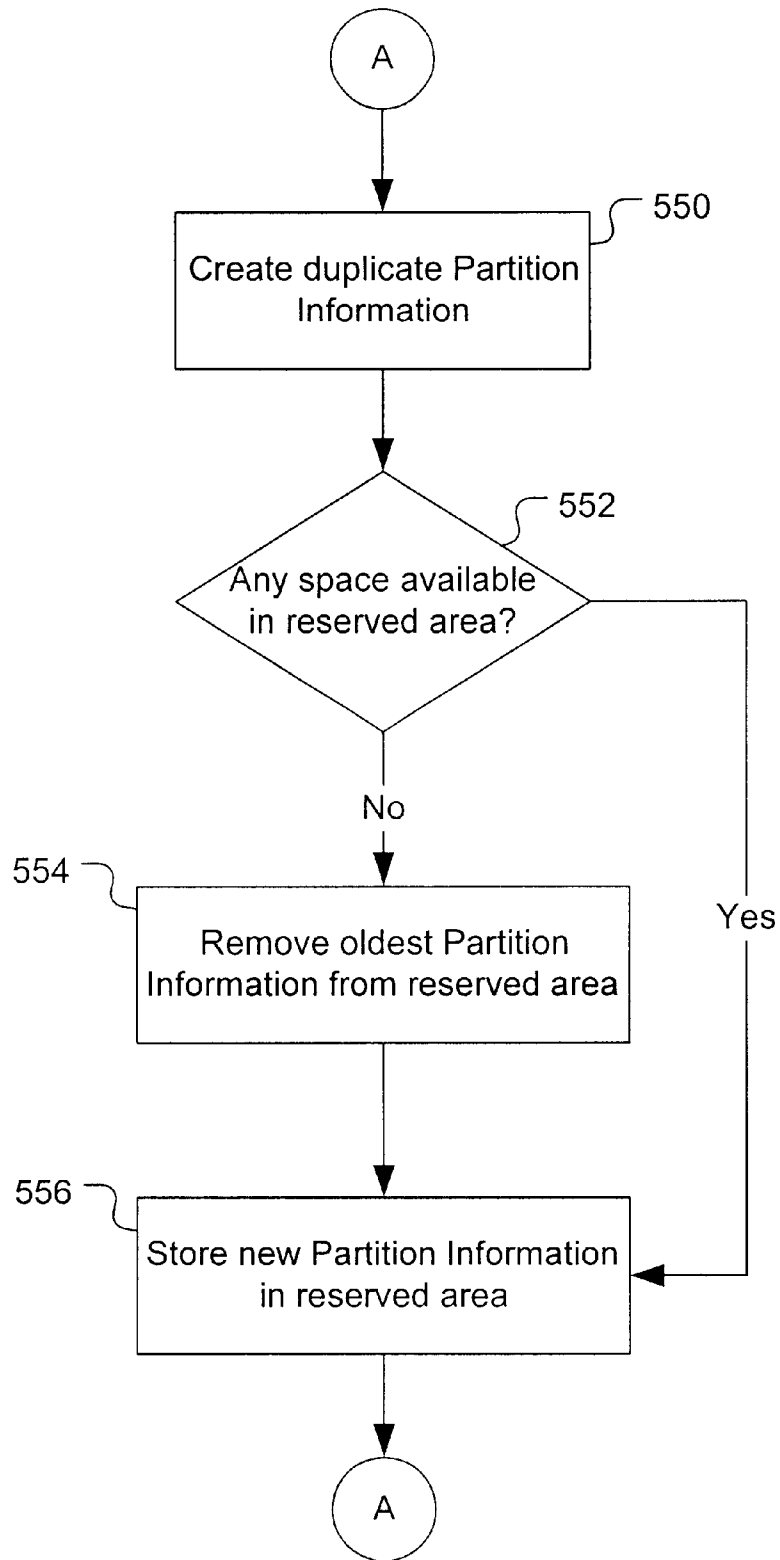 A
550
Create duplicate Partition
Information
552
Any space available
in reserved area?
No
554
Remove oldest Partition
Information from reserved area
Yes
556
Store new Partition Information
in reserved area
A